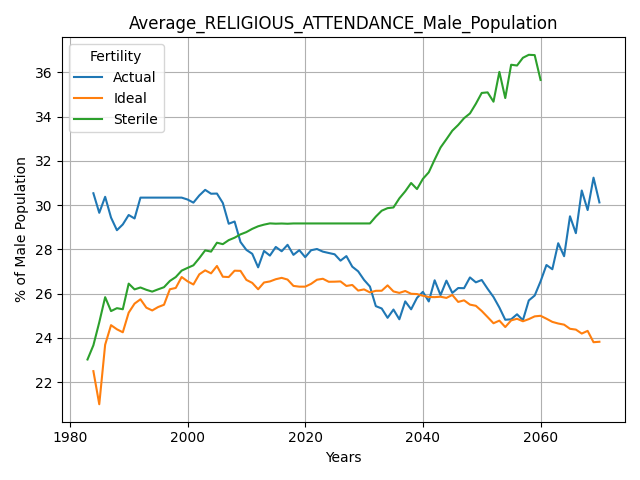 Average_RELIGIOUS_ATTENDANCE_Male_Population
Fertility
Actual
Ideal
Sterile
% of Male Population
36
34
32
30
28
26
24
22
1980
2000
2020
2040
2060
Years